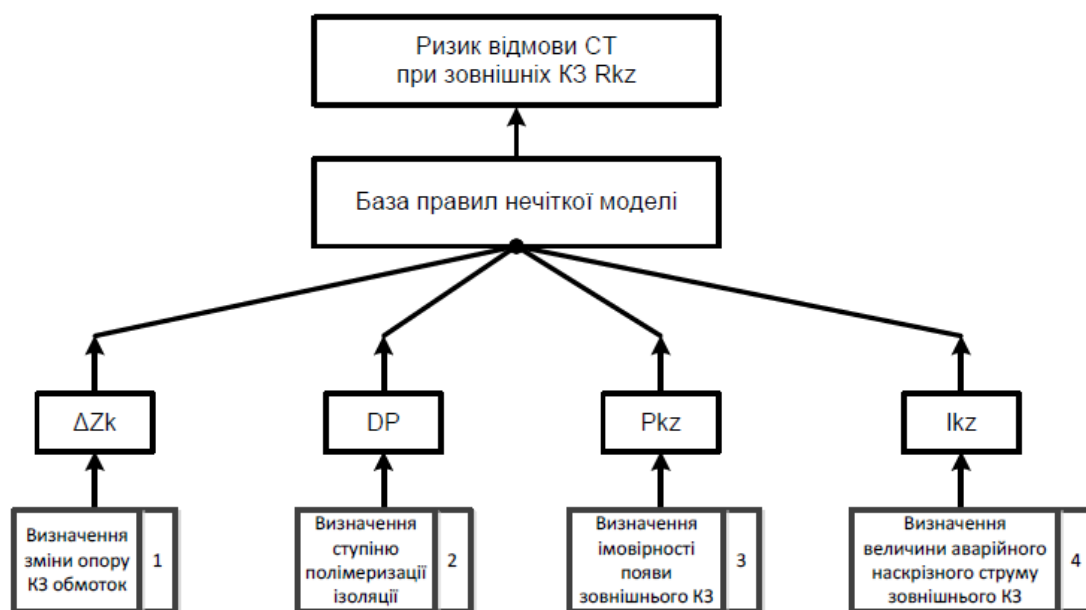 Ризик відмови СТ
при зовнішніх КЗ Rkz
База правил нечіткої моделі
ΔZk
DP
Pkz
Ikz
Визначення
зміни опору
КЗ обмоток
1
Визначення
ступіню
полімеризації
ізоляції
2
Визначення
імовірності
появи
зовнішнього КЗ
3
Визначення
величини аварійного
наскрізного струму
зовнішнього КЗ
4